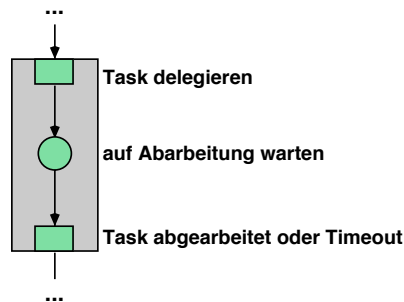 ...
Task delegieren
auf Abarbeitung warten
Task abgearbeitet oder Timeout
...